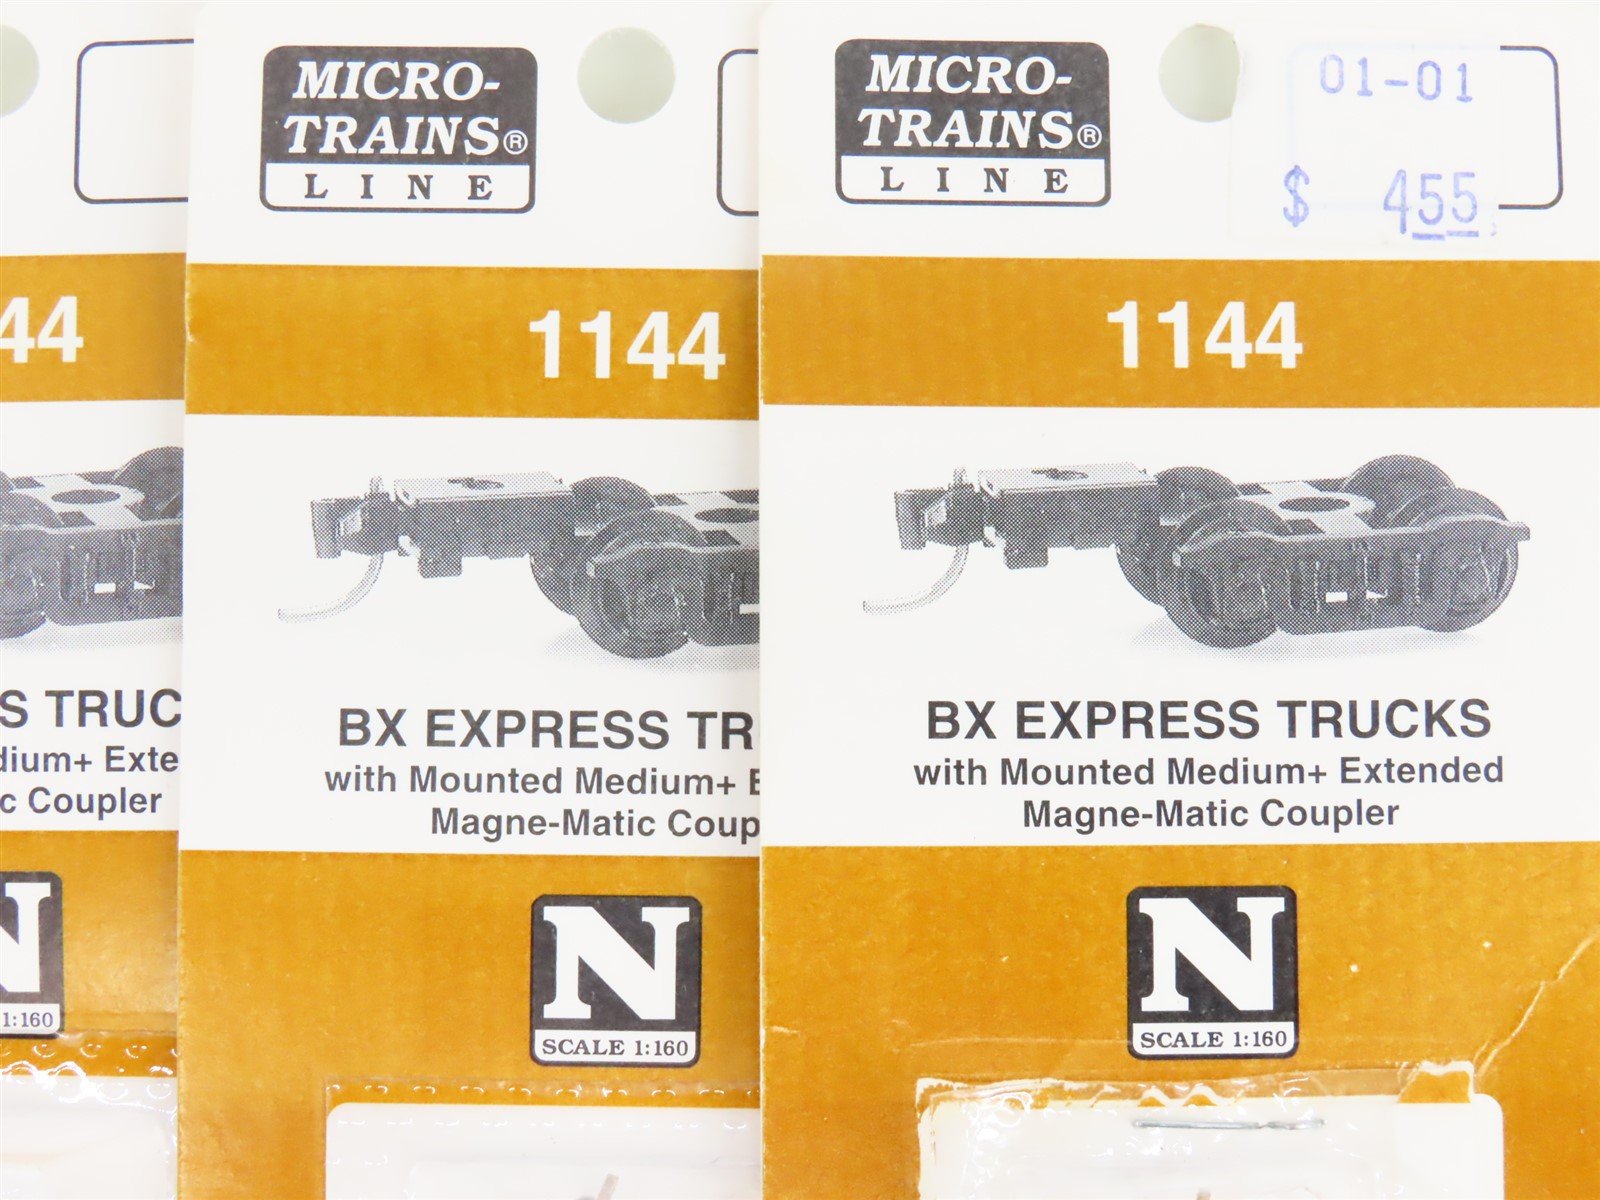 44
S TRUC
dium+ Exte
c Coupler
1:160
MICRO-
TRAINS®
LINE
1144
BX EXPRESS TR
with Mounted Medium+ E
Magne-Matic Coup
N
SCALE 1:160
MICRO-
TRAINS®
LINE
01-01
$ 455
1144
BX EXPRESS TRUCKS
with Mounted Medium+ Extended
Magne-Matic Coupler
N
SCALE 1:160